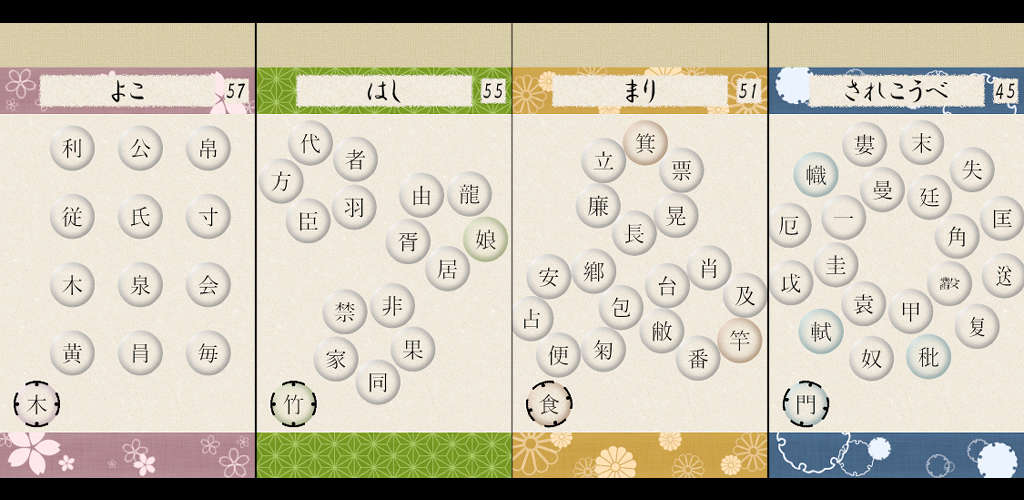 よこ 57
利 公 帛
従 氏 寸
木 泉 会
黄 肙 毎
木
はし 55
代 者
方
臣 羽 由 龍
胥 娘
居
禁 非
家 果
同
竹
まり 51
立 箕 票
廉 晃
長
安 郷 台 肖
占 包 及
便 菊 敝 竿
番
食
されこうべ 45
婁 末
幟 曼 廷 失
厄 一 角 匡
戉 圭 送
袁 甲 复
軾 奴 秕
門